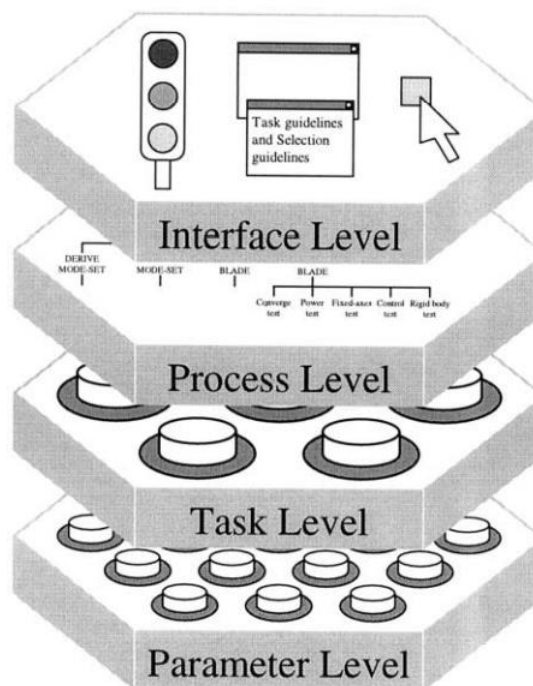 Task guidelines
and Selection
guidelines
Interface Level
DERIVE
MODE-SET
MODE-SET
BLADE
BLADE
Converge
test
Power
test
Fixed-axes
test
Control
test
Rigid body
test
Process Level
Task Level
Parameter Level